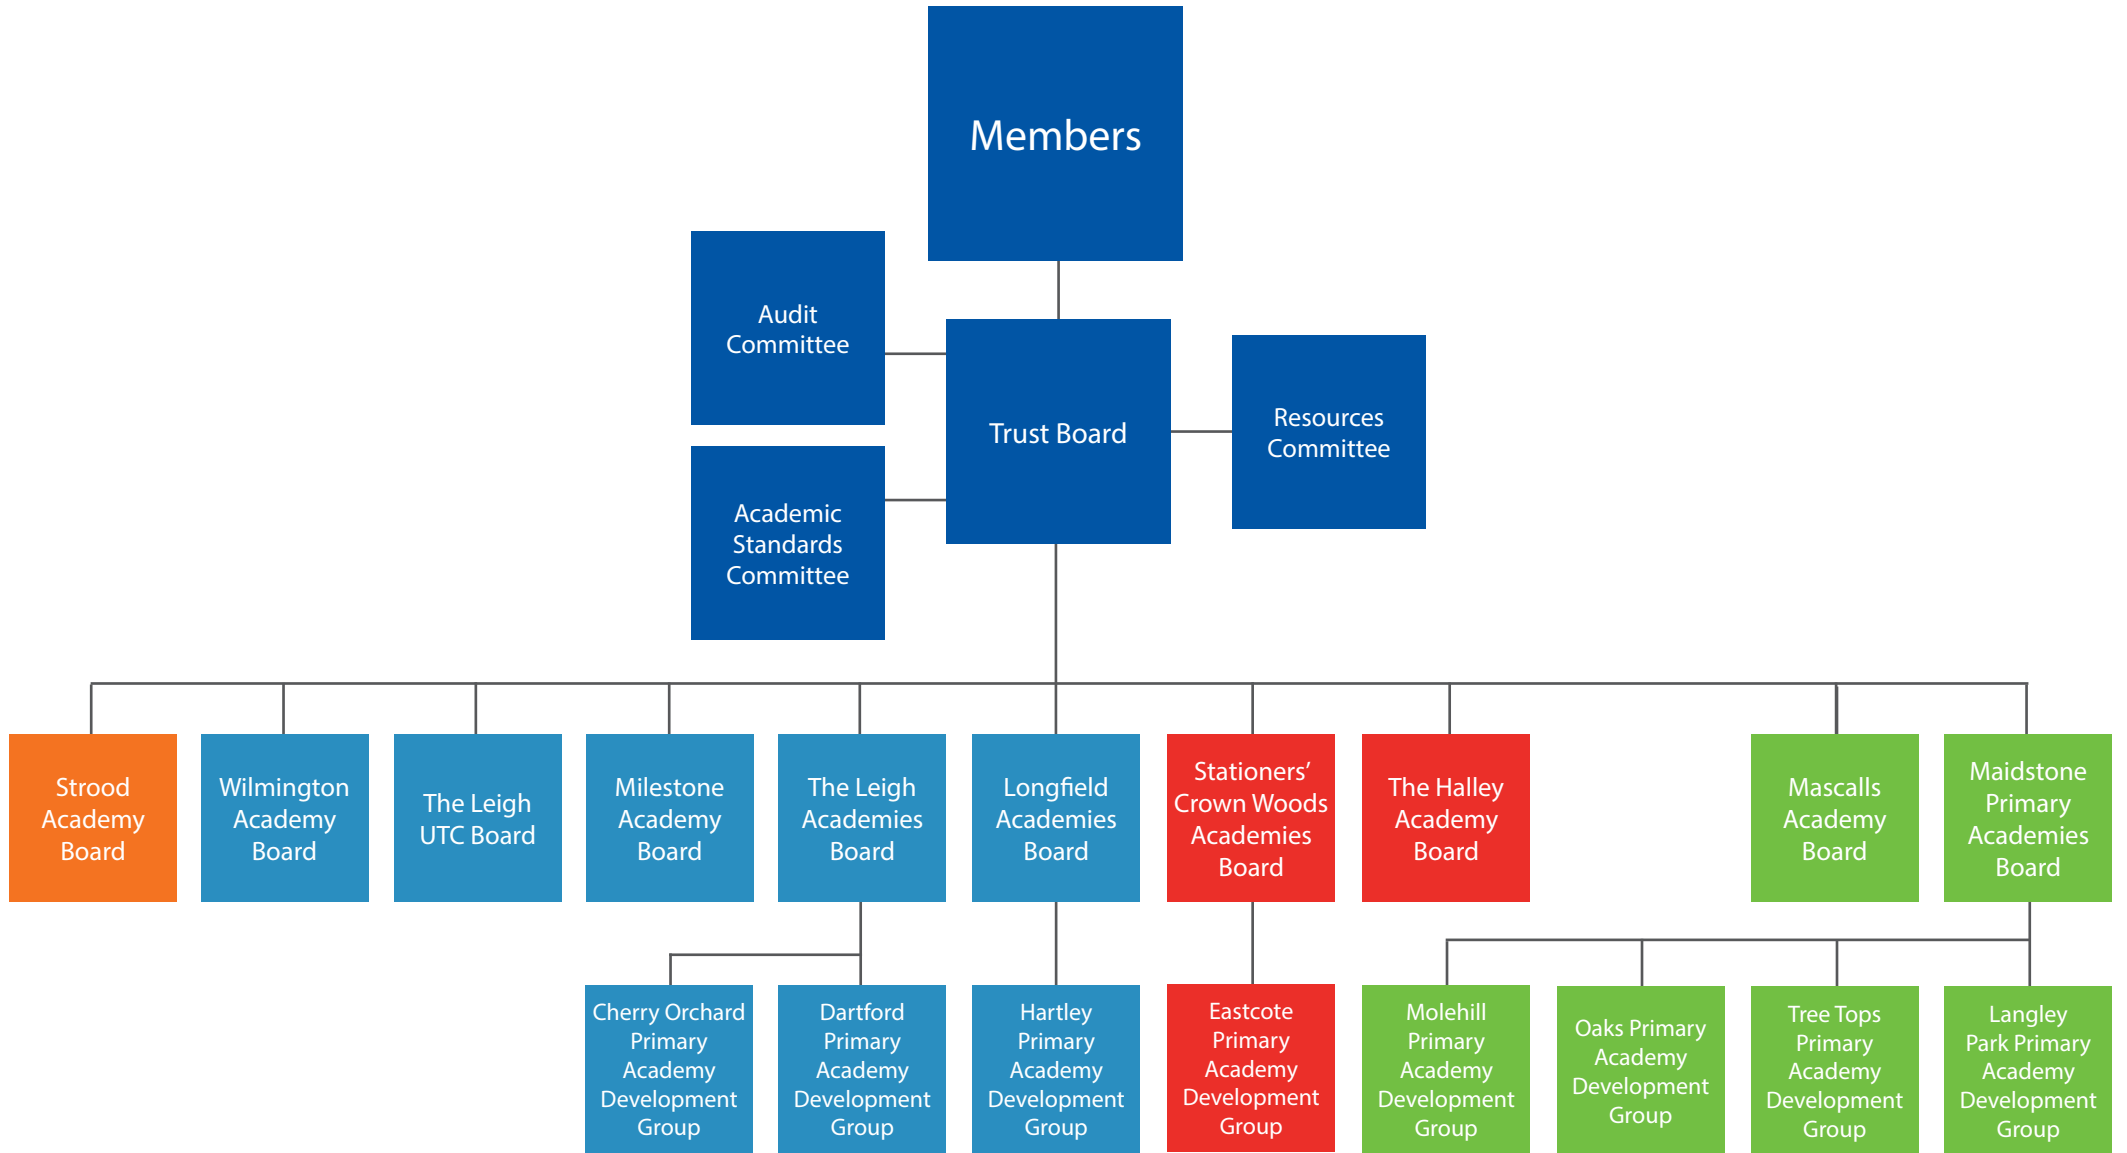 Members
Audit
Committee
Trust Board
Resources
Committee
Academic
Standards
Committee
Strood
Academy
Board
Wilmington
Academy
Board
The Leigh
UTC Board
Milestone
Academy
Board
The Leigh
Academies
Board
Longfield
Academies
Board
Stationers’
Crown Woods
Academies
Board
The Halley
Academy
Board
Mascalls
Academy
Board
Maidstone
Primary
Academies
Board
Cherry Orchard
Primary
Academy
Development
Group
Dartford
Primary
Academy
Development
Group
Hartley
Primary
Academy
Development
Group
Eastcote
Primary
Academy
Development
Group
Molehill
Primary
Academy
Development
Group
Oaks Primary
Academy
Development
Group
Tree Tops
Primary
Academy
Development
Group
Langley
Park Primary
Academy
Development
Group